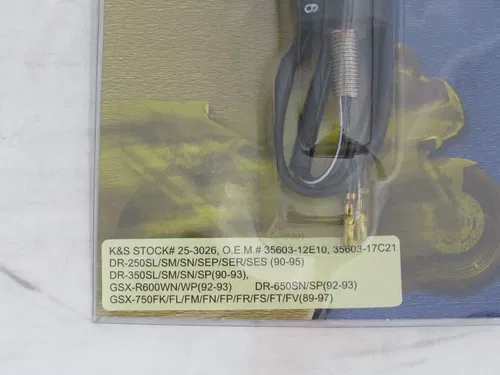 6
K&S STOCK# 25-3026, O.E.M.# 35603-12E10, 35603-17C21
DR-250SL/SM/SN/SEP/SER/SES (90-95)
DR-350SL/SM/SN/SP(90-93),
GSX-R600WN/WP(92-93) DR-650SN/SP(92-93)
GSX-750FK/FL/FM/FN/FP/FR/FS/FT/FV(89-97)